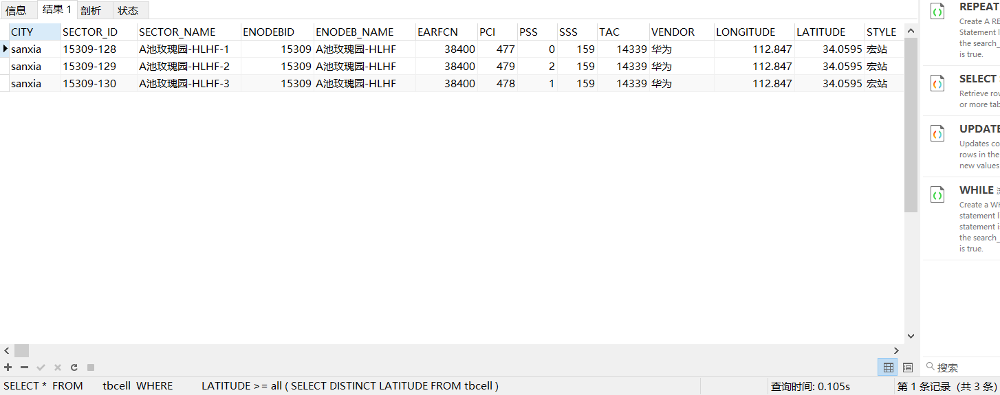 信息 结果 1 剖析 状态
CITY SECTOR_ID SECTOR_NAME ENODEBID ENODEB_NAME EARFCN PCI PSS SSS TAC VENDOR LONGITUDE LATITUDE STYLE
sanxia 15309-128 A池玫瑰园-HLHF-1 15309 A池玫瑰园-HLHF 38400 477 0 159 14339 华为 112.847 34.0595 宏站
sanxia 15309-129 A池玫瑰园-HLHF-2 15309 A池玫瑰园-HLHF 38400 479 2 159 14339 华为 112.847 34.0595 宏站
sanxia 15309-130 A池玫瑰园-HLHF-3 15309 A池玫瑰园-HLHF 38400 478 1 159 14339 华为 112.847 34.0595 宏站
REPEAT
Create A RE
Statement l
the search_
is true.
SELECT
Retrieve rov
or more tab
UPDATE
Updates co
rows in the
new values
WHILE
Create a WH
statement l
statement i
the search_
is true.
搜索
SELECT * FROM tbcell WHERE LATITUDE >= all ( SELECT DISTINCT LATITUDE FROM tbcell ) 查询时间: 0.105s 第 1 条记录 (共 3 条)